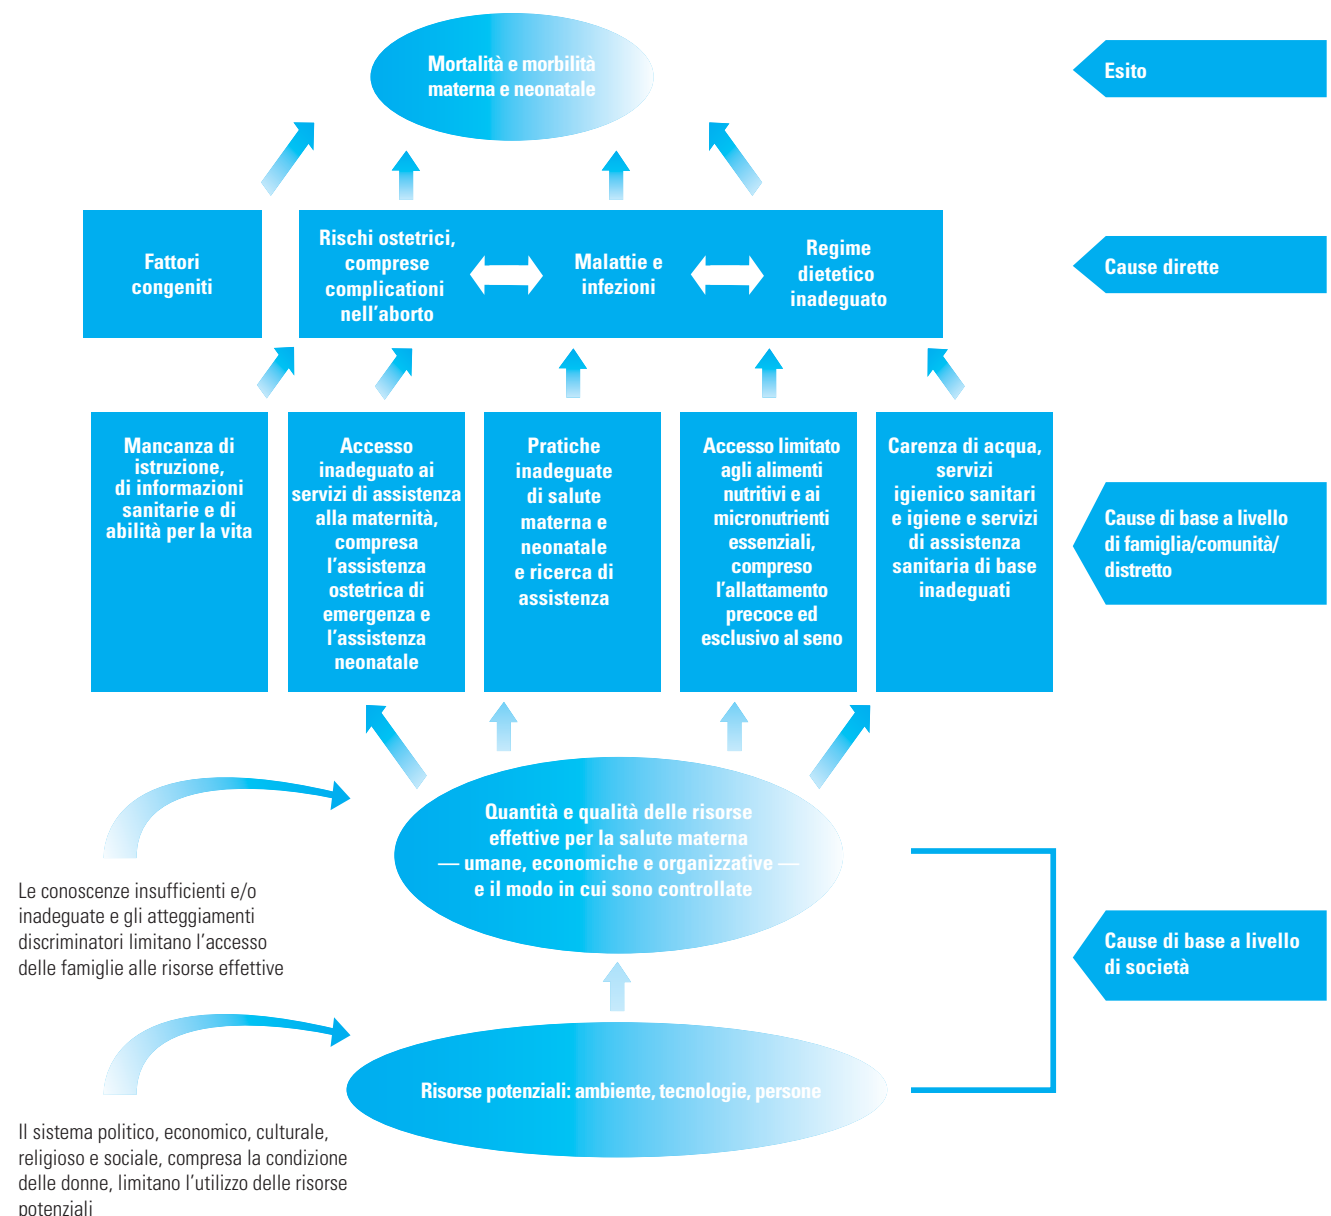 Mortalità e morbilità
materna e neonatale
Esito
Fattori
congeniti
Rischi ostetrici,
comprese
complicationi
nell'aborto
Malattie e
infezioni
Regime
dietetico
inadeguato
Cause dirette
Mancanza di
istruzione,
di informazioni
sanitarie e di
abilità per la vita
Accesso
inadeguato ai
servizi di assistenza
alla maternità,
compresa
l'assistenza
ostetrica di
emergenza e
l'assistenza
neonatale
Pratiche
inadeguate
di salute
materna e
neonatale
e ricerca di
assistenza
Accesso limitato
agli alimenti
nutritivi e ai
micronutrienti
essenziali,
compreso
l'allattamento
precoce ed
esclusivo al seno
Carenza di acqua,
servizi
igienico sanitari
e igiene e servizi
di assistenza
sanitaria di base
inadeguati
Cause di base a livello
di famiglia/comunità/
distretto
Quantità e qualità delle risorse
effettive per la salute materna
— umane, economiche e organizzative —
e il modo in cui sono controllate
Le conoscenze insufficienti e/o
inadeguate e gli atteggiamenti
discriminatori limitano l'accesso
delle famiglie alle risorse effettive
Cause di base a livello
di società
Risorse potenziali: ambiente, tecnologie, persone
Il sistema politico, economico, culturale,
religioso e sociale, compresa la condizione
delle donne, limitano l'utilizzo delle risorse
potenziali